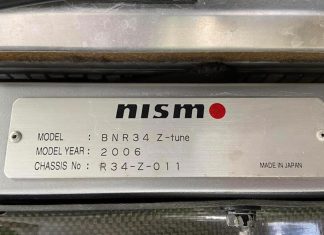 nismo
MODEL : BNR34 Z-tune
MODEL YEAR : 2006
CHASSIS No : R34-Z-011
MADE IN JAPAN